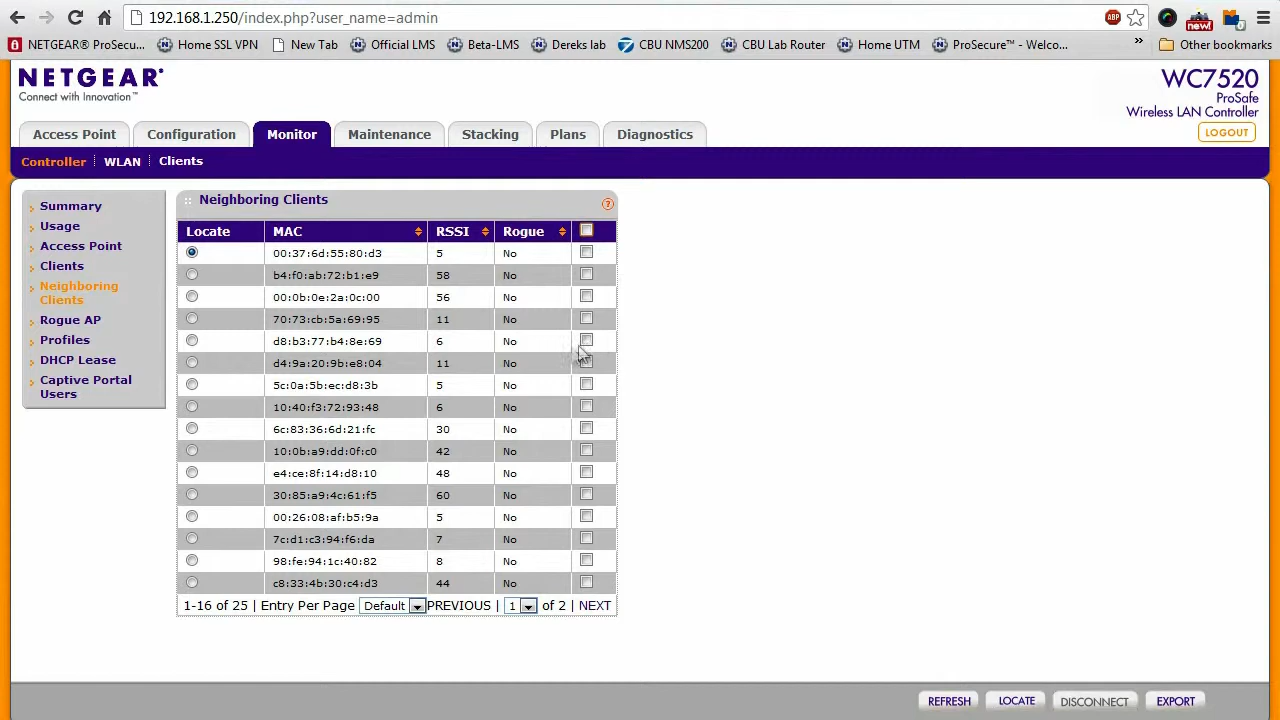 192.168.1.250/index.php?user_name=admin
ABP
new!
NETGEAR® ProSecu... Home SSL VPN New Tab Official LMS Beta-LMS Dereks lab CBU NMS200 CBU Lab Router Home UTM ProSecure™ - Welco... » Other bookmarks
NETGEAR®
Connect with Innovation™
WC7520
ProSafe
Wireless LAN Controller
LOGOUT
Access Point Configuration Monitor Maintenance Stacking Plans Diagnostics
Controller WLAN Clients
Summary
Usage
Access Point
Clients
Neighboring
Clients
Rogue AP
Profiles
DHCP Lease
Captive Portal
Users
Neighboring Clients ?
Locate MAC RSSI Rogue
00:37:6d:55:80:d3 5 No
b4:f0:ab:72:b1:e9 58 No
00:0b:0e:2a:0c:00 56 No
70:73:cb:5a:69:95 11 No
d8:b3:77:b4:8e:69 6 No
d4:9a:20:9b:e8:04 11 No
5c:0a:5b:ec:d8:3b 5 No
10:40:f3:72:93:48 6 No
6c:83:36:6d:21:fc 30 No
10:0b:a9:dd:0f:c0 42 No
e4:ce:8f:14:d8:10 48 No
30:85:a9:4c:61:f5 60 No
00:26:08:af:b5:9a 5 No
7c:d1:c3:94:f6:da 7 No
98:fe:94:1c:40:82 8 No
c8:33:4b:30:c4:d3 44 No
1-16 of 25 | Entry Per Page Default PREVIOUS | 1 of 2 | NEXT
REFRESH LOCATE DISCONNECT EXPORT